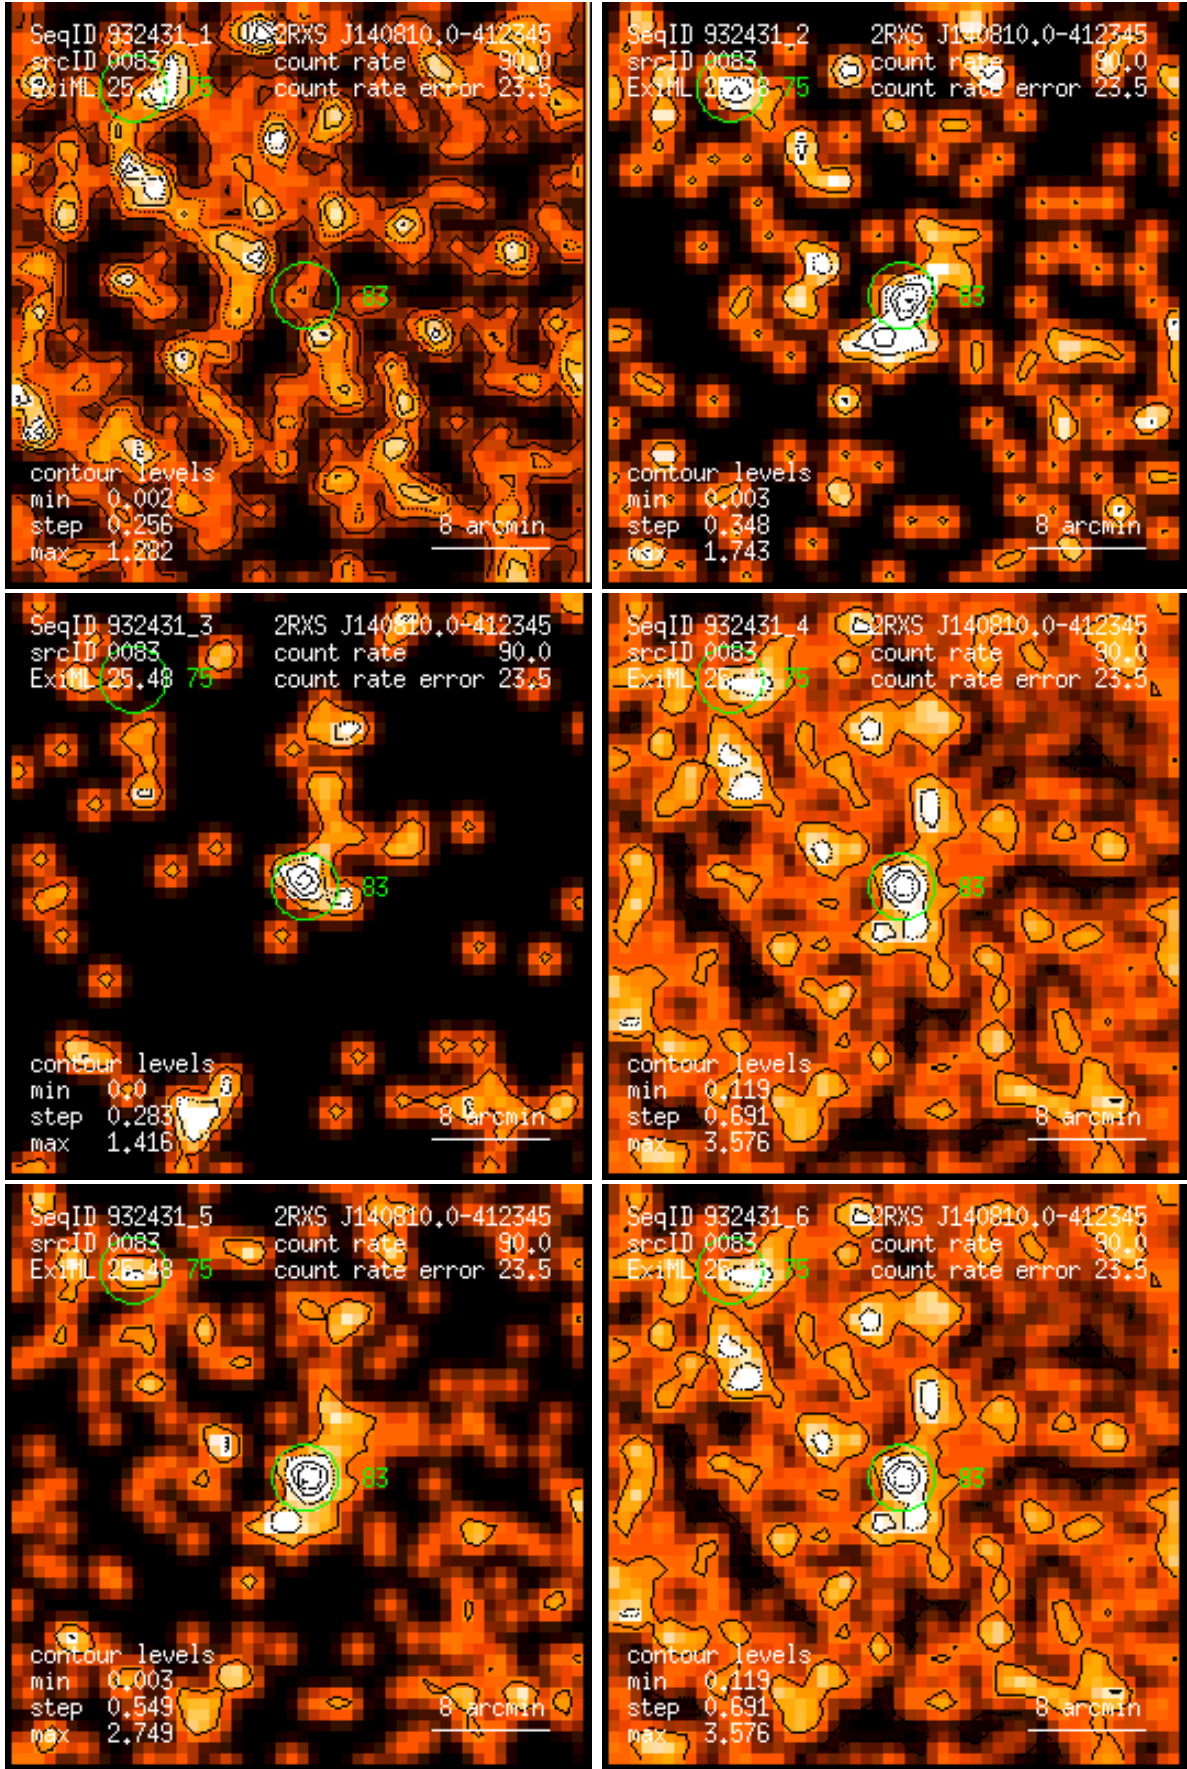 SeqID 932431_1 2RXS J140810.0-412345
srcID 0083 count rate 90.0
ExiML 25.48 75 count rate error 23.5
83
contour levels
min 0.002
step 0.256 8 arcmin
max 1.282
SeqID 932431_2 2RXS J140810.0-412345
srcID 0083 count rate 90.0
ExiML 25.48 75 count rate error 23.5
83
contour levels
min 0.003
step 0.348 8 arcmin
max 1.743
SeqID 932431_3 2RXS J140810.0-412345
srcID 0083 count rate 90.0
ExiML 25.48 75 count rate error 23.5
83
contour levels
min 0.0
step 0.283 8 arcmin
max 1.416
SeqID 932431_4 2RXS J140810.0-412345
srcID 0083 count rate 90.0
ExiML 25.48 75 count rate error 23.5
83
contour levels
min 0.119
step 0.691 8 arcmin
max 3.576
SeqID 932431_5 2RXS J140810.0-412345
srcID 0083 count rate 90.0
ExiML 25.48 75 count rate error 23.5
83
contour levels
min 0.003
step 0.549 8 arcmin
max 2.749
SeqID 932431_6 2RXS J140810.0-412345
srcID 0083 count rate 90.0
ExiML 25.48 75 count rate error 23.5
83
contour levels
min 0.119
step 0.691 8 arcmin
max 3.576